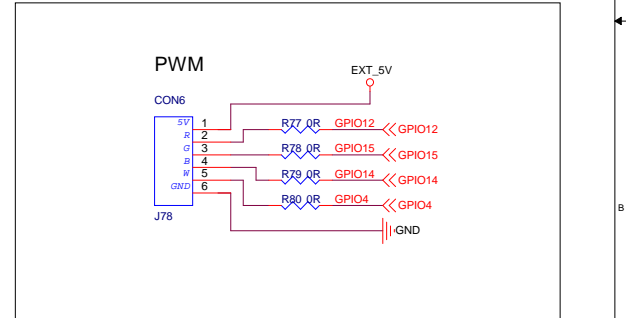 PWM
EXT_5V
CON6
5V 1
R 2
G 3
B 4
W 5
GND 6
R77 0R GPIO12 GPIO12
R78 0R GPIO15 GPIO15
R79 0R GPIO14 GPIO14
R80 0R GPIO4 GPIO4
J78
GND
B